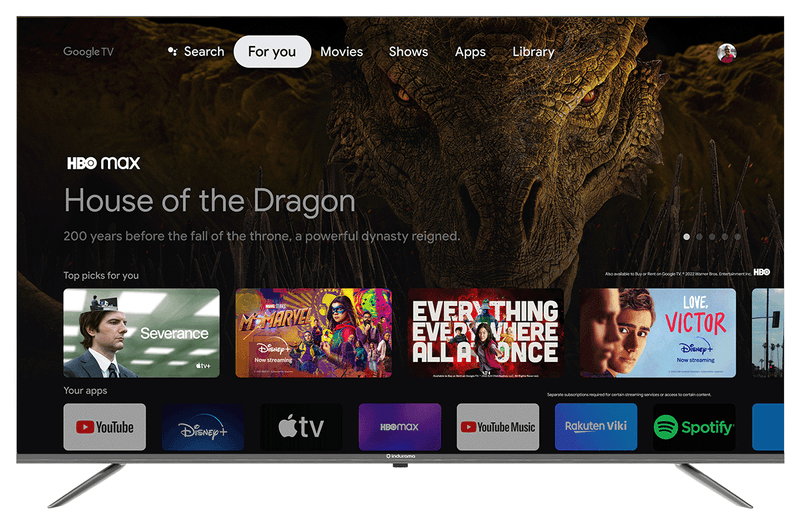 Google TV
Search
For you
Movies
Shows
Apps
Library
HBO max
House of the Dragon
200 years before the fall of the throne, a powerful dynasty reigned.
Top picks for you
Also available to Buy or Rent on Google TV. © 2022 Warner Bros. Entertainment Inc. HBO
Severance
tv+
MARVEL STUDIOS
Ms. MARVEL
Disney+
Now streaming
EVERYTHING
EVERYWHERE
ALL AT ONCE
LOVE,
VICTOR
Disney+
Now streaming
Your apps
Separate subscriptions required for certain streaming services or access to certain content.
YouTube
Disney+
tv
HBOmax
YouTube Music
Rakuten Viki
Spotify
indurama